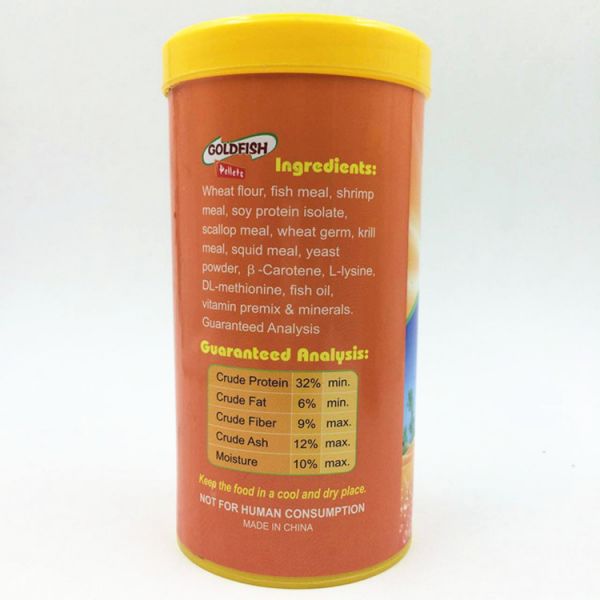 GOLDFISH
Pellets
Ingredients:
Wheat flour, fish meal, shrimp
meal, soy protein isolate,
scallop meal, wheat germ, krill
meal, squid meal, yeast
powder, β-Carotene, L-lysine,
DL-methionine, fish oil,
vitamin premix & minerals.
Guaranteed Analysis
Guaranteed Analysis:
Crude Protein 32% min.
Crude Fat 6% min.
Crude Fiber 9% max.
Crude Ash 12% max.
Moisture 10% max.
Keep the food in a cool and dry place.
NOT FOR HUMAN CONSUMPTION
MADE IN CHINA